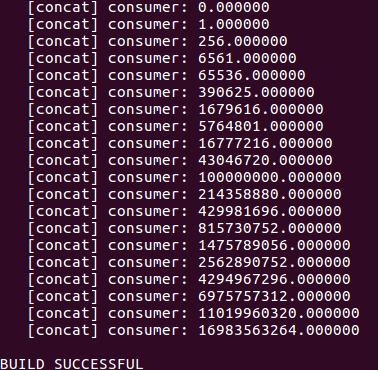 [concat] consumer: 0.000000
[concat] consumer: 1.000000
[concat] consumer: 256.000000
[concat] consumer: 6561.000000
[concat] consumer: 65536.000000
[concat] consumer: 390625.000000
[concat] consumer: 1679616.000000
[concat] consumer: 5764801.000000
[concat] consumer: 16777216.000000
[concat] consumer: 43046720.000000
[concat] consumer: 100000000.000000
[concat] consumer: 214358880.000000
[concat] consumer: 429981696.000000
[concat] consumer: 815730752.000000
[concat] consumer: 1475789056.000000
[concat] consumer: 2562890752.000000
[concat] consumer: 4294967296.000000
[concat] consumer: 6975757312.000000
[concat] consumer: 11019960320.000000
[concat] consumer: 16983563264.000000
BUILD SUCCESSFUL